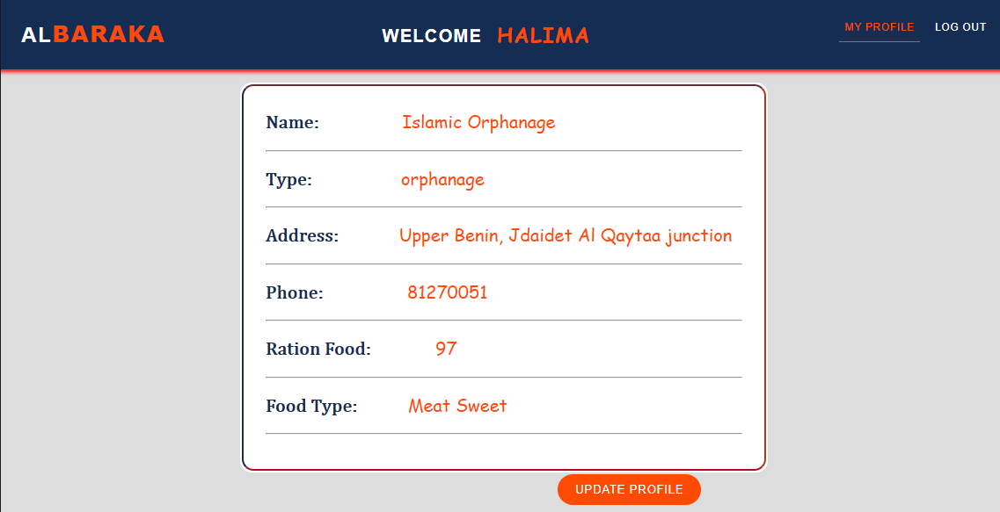 ALBARAKA WELCOME HALIMA MY PROFILE LOG OUT
Name: Islamic Orphanage
Type: orphanage
Address: Upper Benin, Jdaidet Al Qaytaa junction
Phone: 81270051
Ration Food: 97
Food Type: Meat Sweet
UPDATE PROFILE